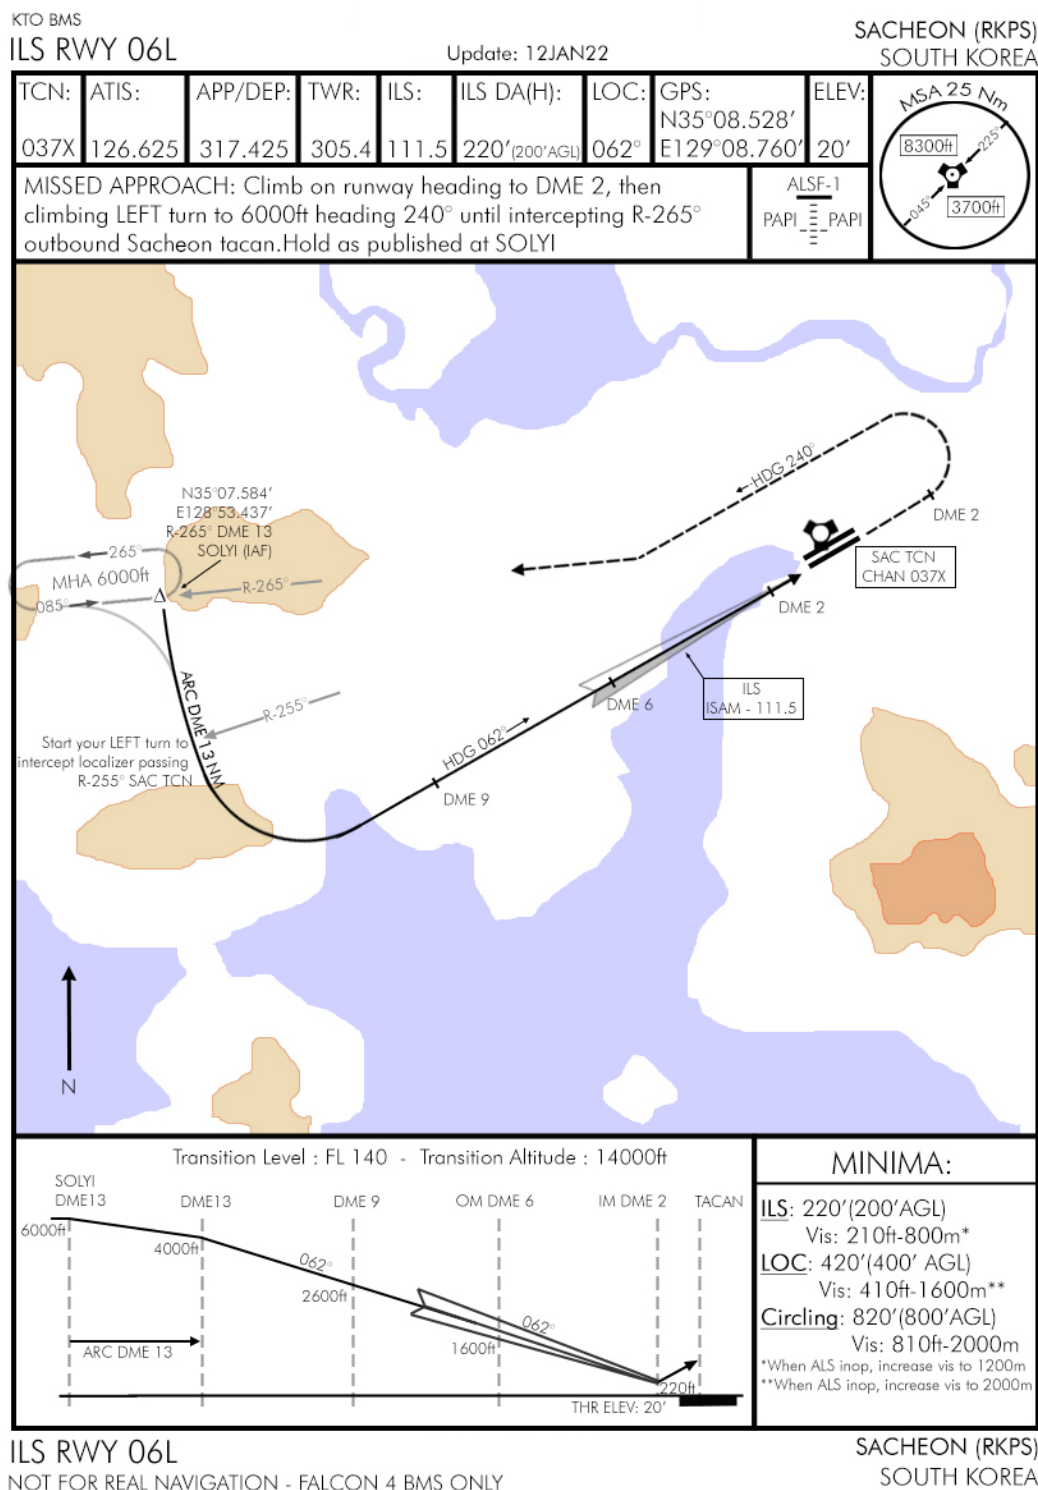 KTO BMS
ILS RWY 06L
Update: 12JAN22
SACHEON (RKPS)
SOUTH KOREA
TCN:
037X
ATIS:
126.625
APP/DEP:
317.425
TWR:
305.4
ILS:
111.5
ILS DA(H):
220'(200'AGL)
LOC:
062°
GPS:
N35°08.528'
E129°08.760'
ELEV:
20'
MSA 25 Nm
8300ft
225°
045°
3700ft
MISSED APPROACH: Climb on runway heading to DME 2, then
climbing LEFT turn to 6000ft heading 240° until intercepting R-265°
outbound Sacheon tacan.Hold as published at SOLYI
ALSF-1
PAPI PAPI
HDG 240°
DME 2
N35°07.584'
E128°53.437'
R-265° DME 13
SOLYI (IAF)
265°
MHA 6000ft
085°
R-265°
SAC TCN
CHAN 037X
DME 2
ILS
ISAM - 111.5
DME 6
ARC DME 13 NM
R-255°
Start your LEFT turn to
intercept localizer passing
R-255° SAC TCN
HDG 062°
DME 9
N
Transition Level : FL 140 - Transition Altitude : 14000ft
SOLYI
DME13
DME13
DME 9
OM DME 6
IM DME 2
TACAN
6000ft
4000ft
062°
2600ft
062°
1600ft
ARC DME 13
220ft
THR ELEV: 20'
MINIMA:
ILS: 220'(200'AGL)
Vis: 210ft-800m*
LOC: 420'(400' AGL)
Vis: 410ft-1600m**
Circling: 820'(800'AGL)
Vis: 810ft-2000m
*When ALS inop, increase vis to 1200m
**When ALS inop, increase vis to 2000m
ILS RWY 06L
NOT FOR REAL NAVIGATION - FALCON 4 BMS ONLY
SACHEON (RKPS)
SOUTH KOREA